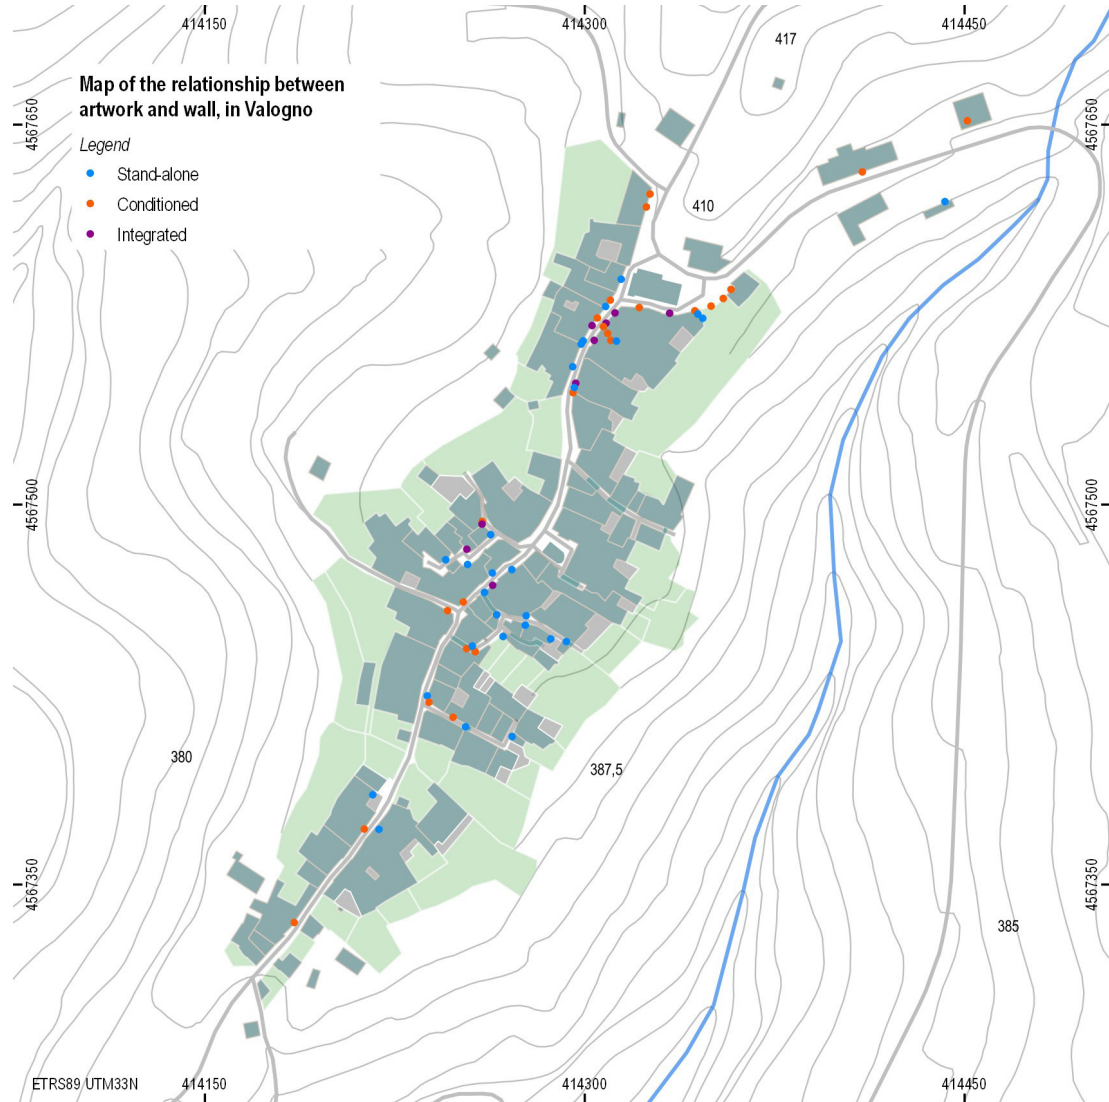 414150
414300
414450
417
Map of the relationship between
artwork and wall, in Valogno
Legend
Stand-alone
Conditioned
Integrated
4567650
4567650
410
4567500
4567500
380
387,5
4567350
4567350
385
ETRS89 UTM33N
414150
414300
414450